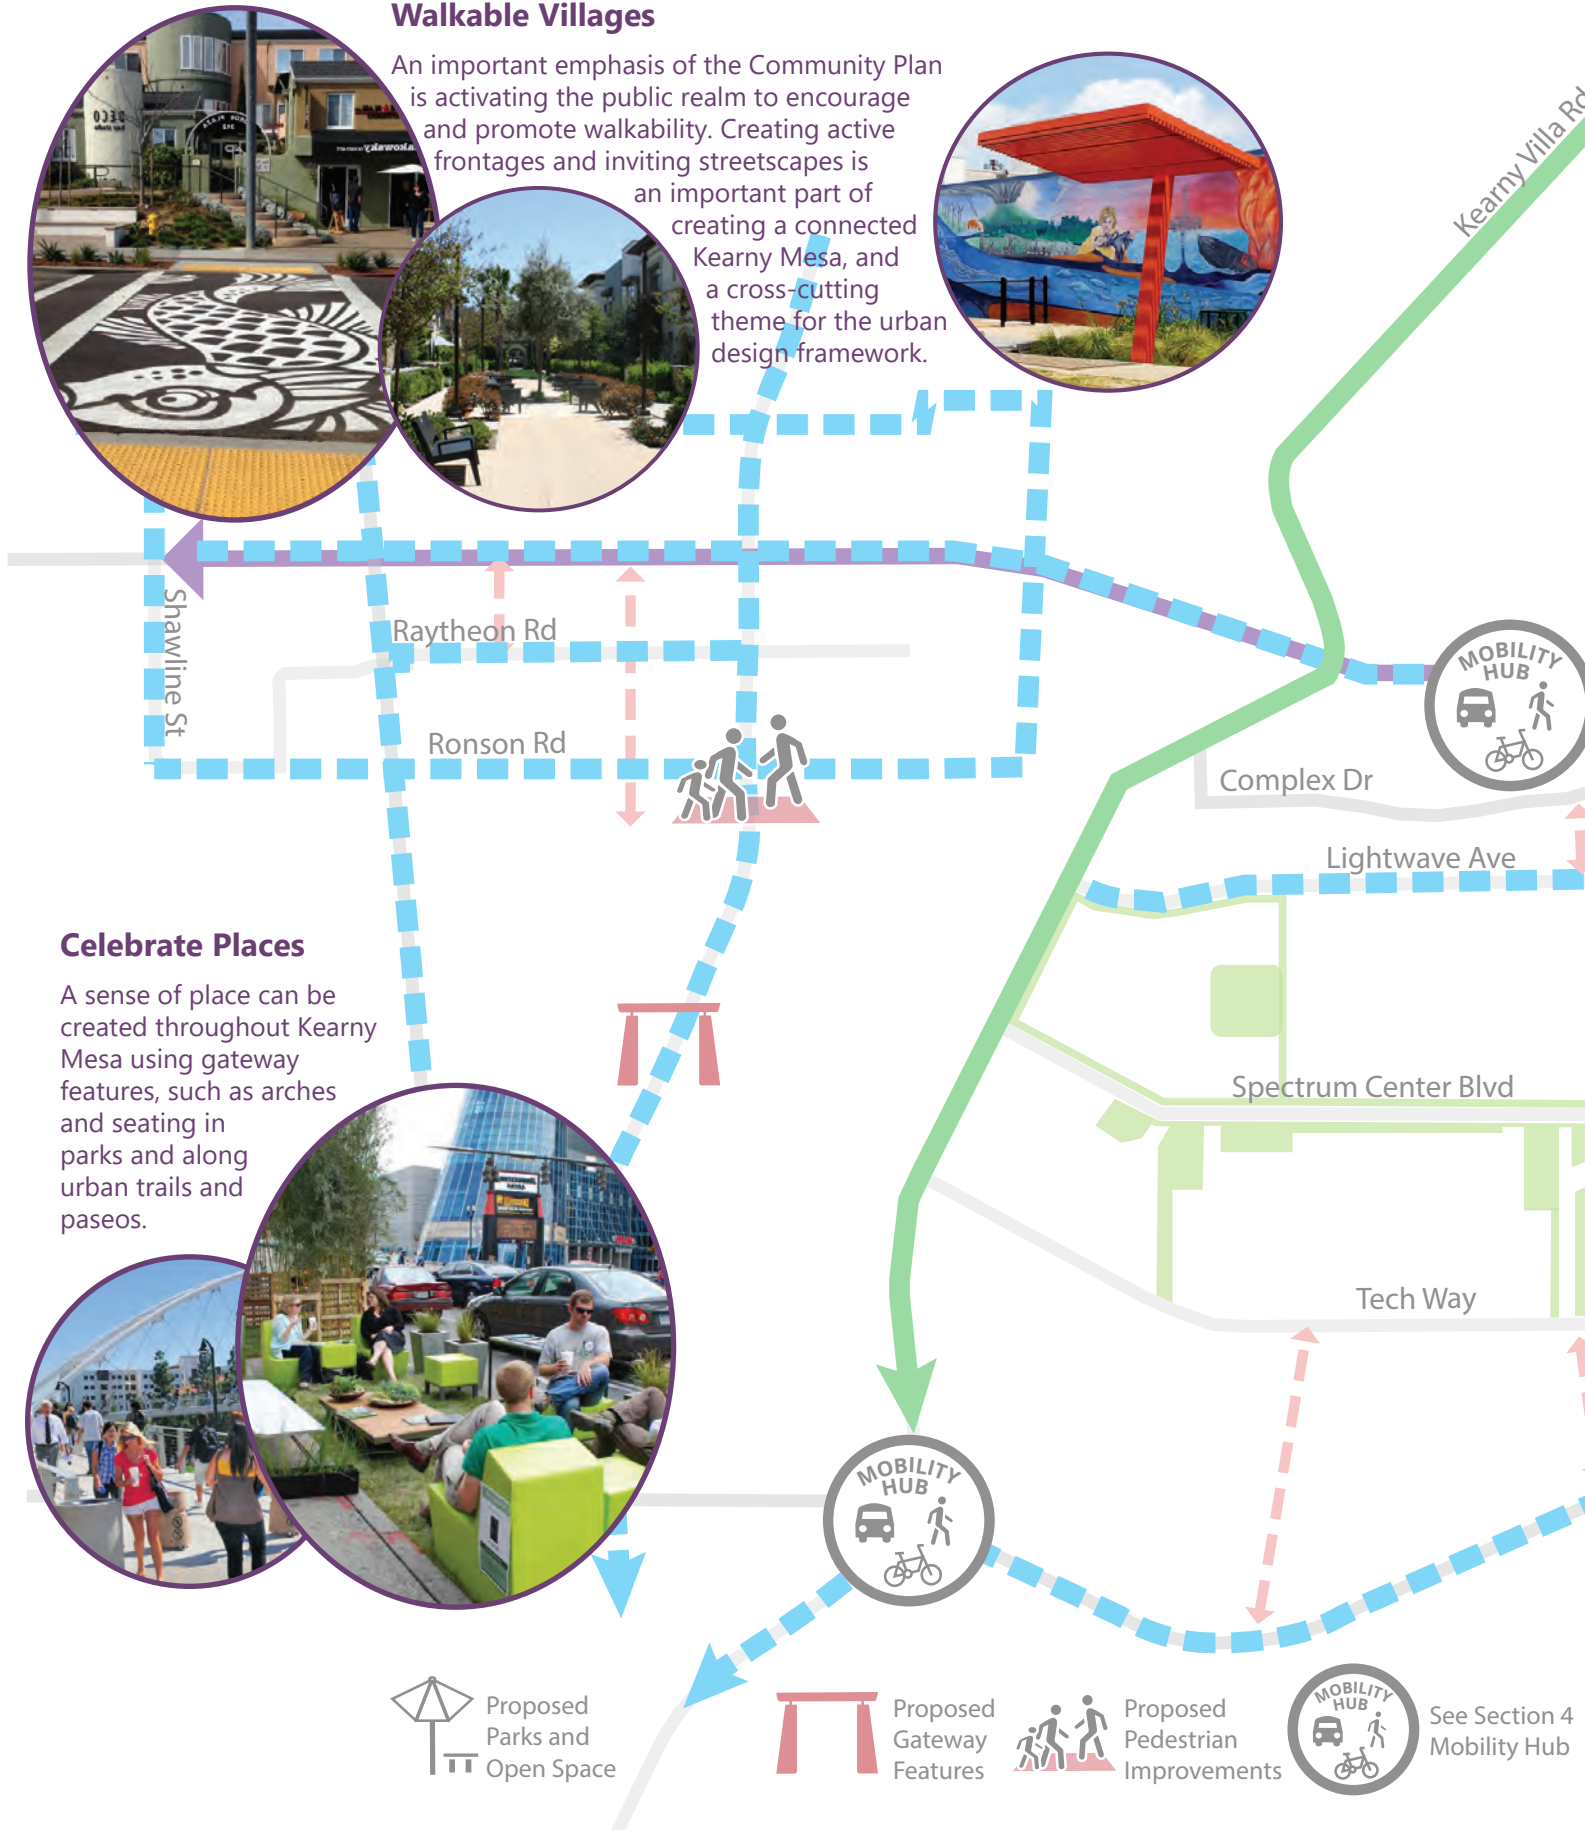 Walkable Villages
An important emphasis of the Community Plan
is activating the public realm to encourage
and promote walkability. Creating active
frontages and inviting streetscapes is
an important part of
creating a connected
Kearny Mesa, and
a cross-cutting
theme for the urban
design framework.
Kearny Villa Rd
Shawline St
Raytheon Rd
Ronson Rd
MOBILITY
HUB
Complex Dr
Lightwave Ave
Celebrate Places
A sense of place can be
created throughout Kearny
Mesa using gateway
features, such as arches
and seating in
parks and along
urban trails and
paseos.
Spectrum Center Blvd
Tech Way
MOBILITY
HUB
Proposed
Parks and
Open Space
Proposed
Gateway
Features
Proposed
Pedestrian
Improvements
MOBILITY
HUB
See Section 4
Mobility Hub